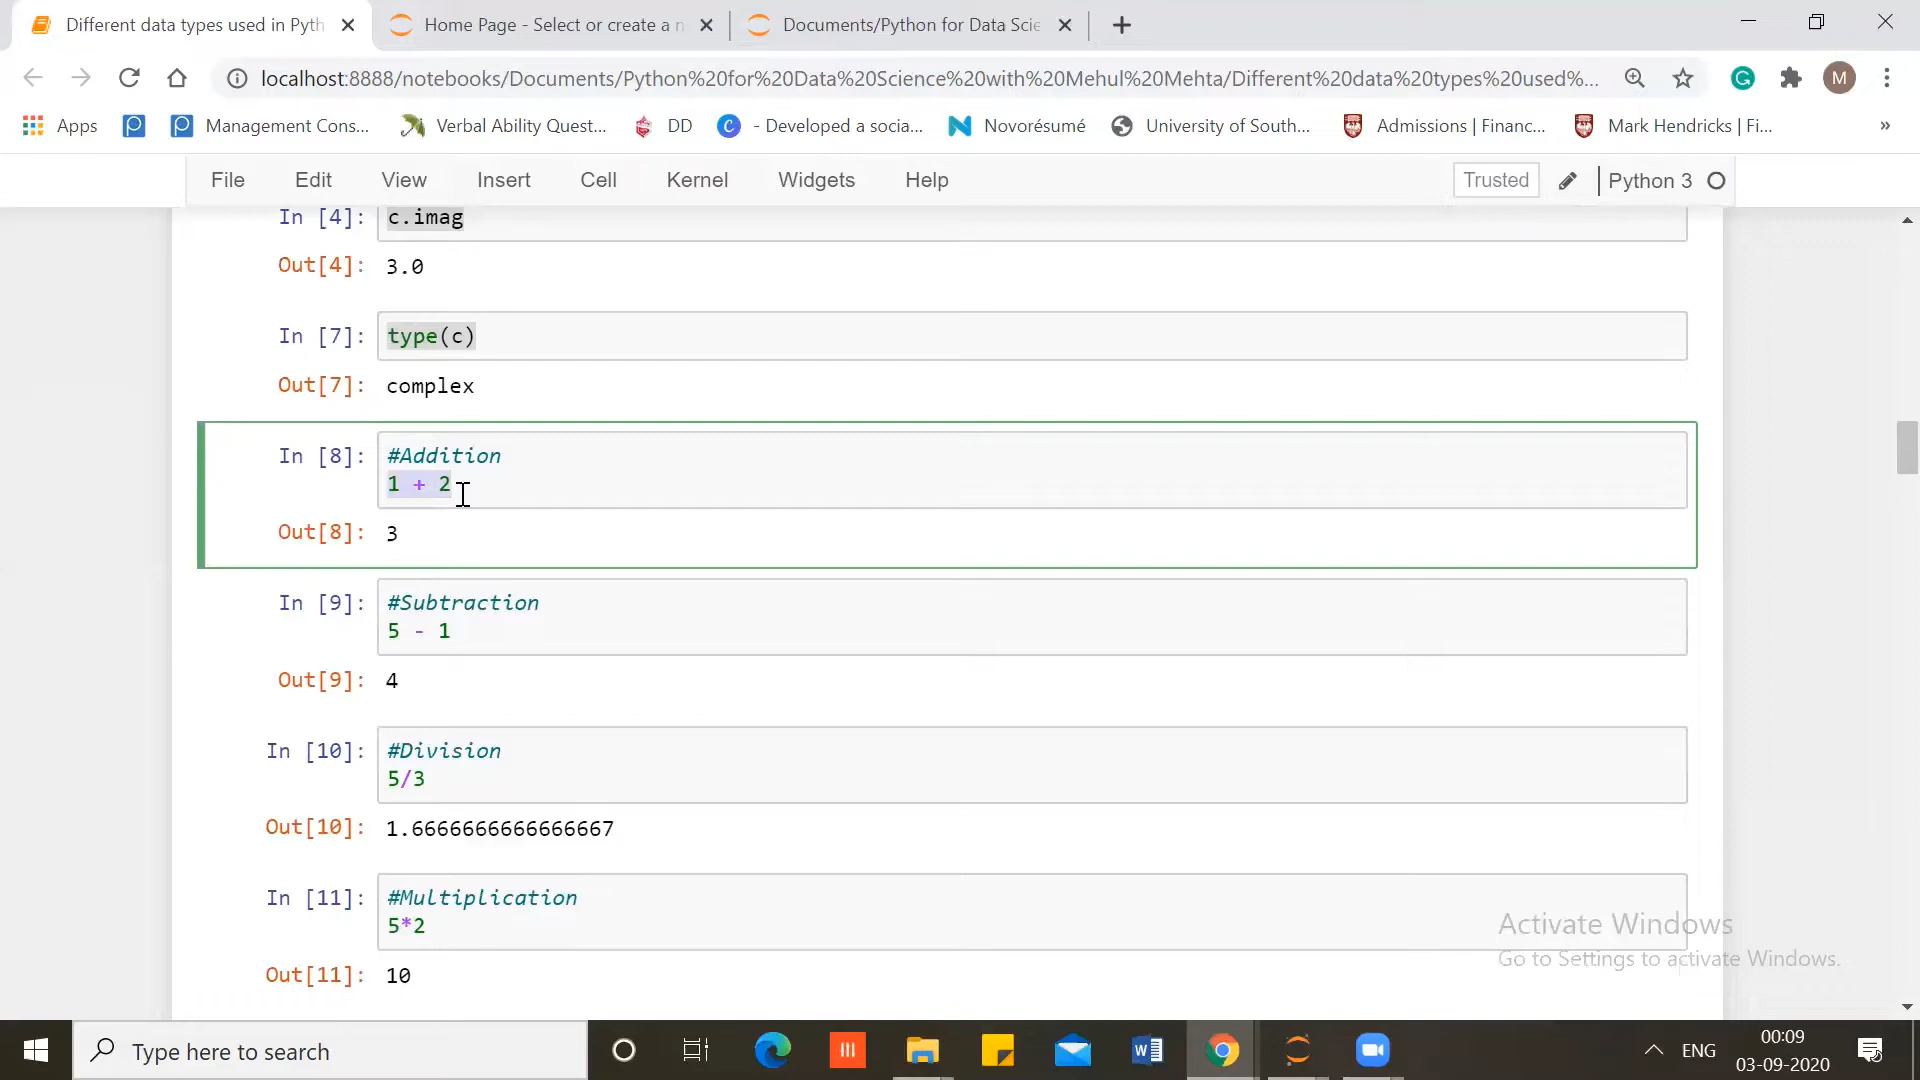 Different data types used in Pyth
Home Page - Select or create a n
Documents/Python for Data Scie
localhost:8888/notebooks/Documents/Python%20for%20Data%20Science%20with%20Mehul%20Mehta/Different%20data%20types%20used%...
M
Apps
Management Cons...
Verbal Ability Quest...
DD
- Developed a socia...
Novorésumé
University of South...
Admissions | Financ...
Mark Hendricks | Fi...
»
File Edit View Insert Cell Kernel Widgets Help
Trusted
Python 3
In [4]: c.imag
Out[4]: 3.0
In [7]: type(c)
Out[7]: complex
In [8]: #Addition
1 + 2
Out[8]: 3
In [9]: #Subtraction
5 - 1
Out[9]: 4
In [10]: #Division
5/3
Out[10]: 1.6666666666666667
In [11]: #Multiplication
5*2
Out[11]: 10
Activate Windows
Go to Settings to activate Windows.
Type here to search
ENG
00:09
03-09-2020